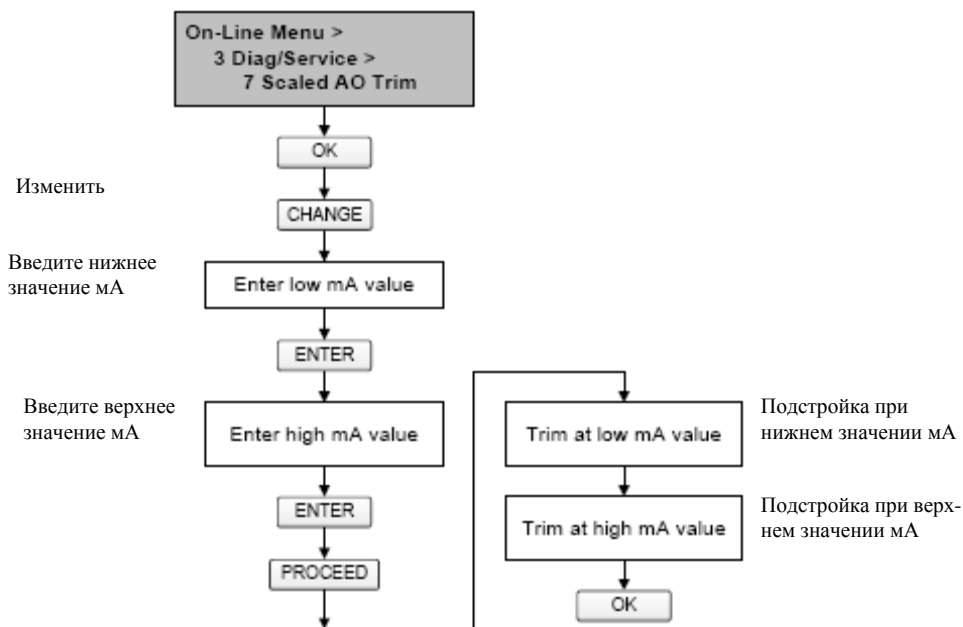 On-Line Menu >
3 Diag/Service >
7 Scaled AO Trim
OK
Изменить
CHANGE
Введите нижнее
значение мА
Enter low mA value
ENTER
Введите верхнее
значение мА
Enter high mA value
ENTER
PROCEED
Trim at low mA value
Подстройка при
нижнем значении мА
Trim at high mA value
Подстройка при верх-
нем значении мА
OK